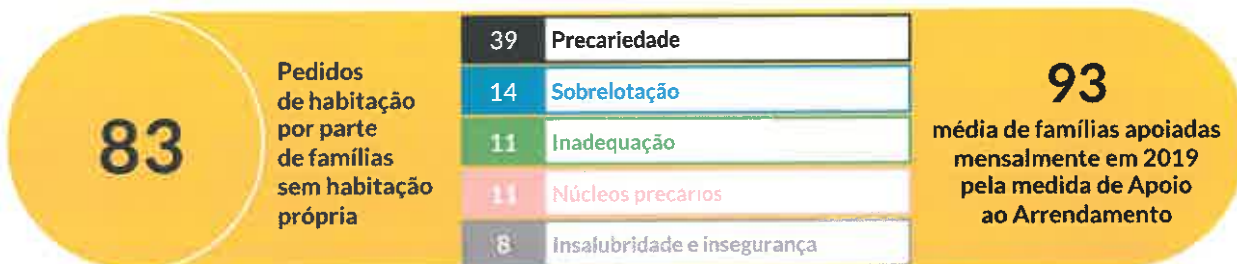 83
Pedidos
de habitação
por parte
de famílias
sem habitação
própria
39 Precariedade
14 Sobrelotação
11 Inadequação
11 Núcleos precários
8 Insalubridade e insegurança
93
média de famílias apoiadas
mensalmente em 2019
pela medida de Apoio
ao Arrendamento